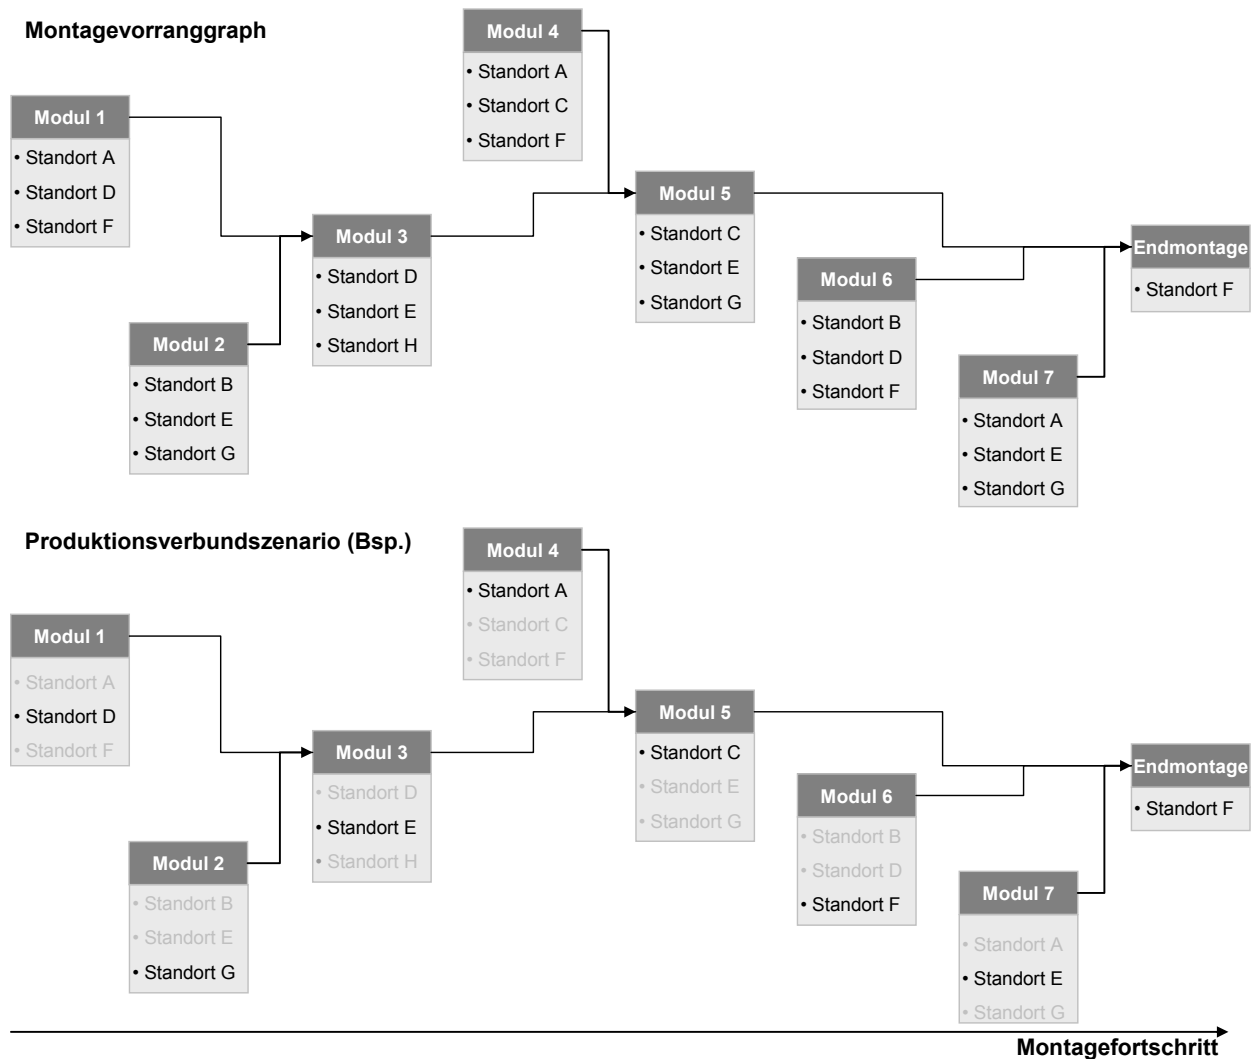 Montagevorranggraph
Modul 4
• Standort A
• Standort C
• Standort F
Modul 1
• Standort A
• Standort D
• Standort F
Modul 5
• Standort C
• Standort E
• Standort G
Modul 3
• Standort D
• Standort E
• Standort H
Endmontage
• Standort F
Modul 6
• Standort B
• Standort D
• Standort F
Modul 2
• Standort B
• Standort E
• Standort G
Modul 7
• Standort A
• Standort E
• Standort G
Produktionsverbundszenario (Bsp.)
Modul 4
• Standort A
• Standort C
• Standort F
Modul 1
• Standort A
• Standort D
• Standort F
Modul 5
• Standort C
• Standort E
• Standort G
Modul 3
• Standort D
• Standort E
• Standort H
Endmontage
• Standort F
Modul 6
• Standort B
• Standort D
• Standort F
Modul 2
• Standort B
• Standort E
• Standort G
Modul 7
• Standort A
• Standort E
• Standort G
Montagefortschritt